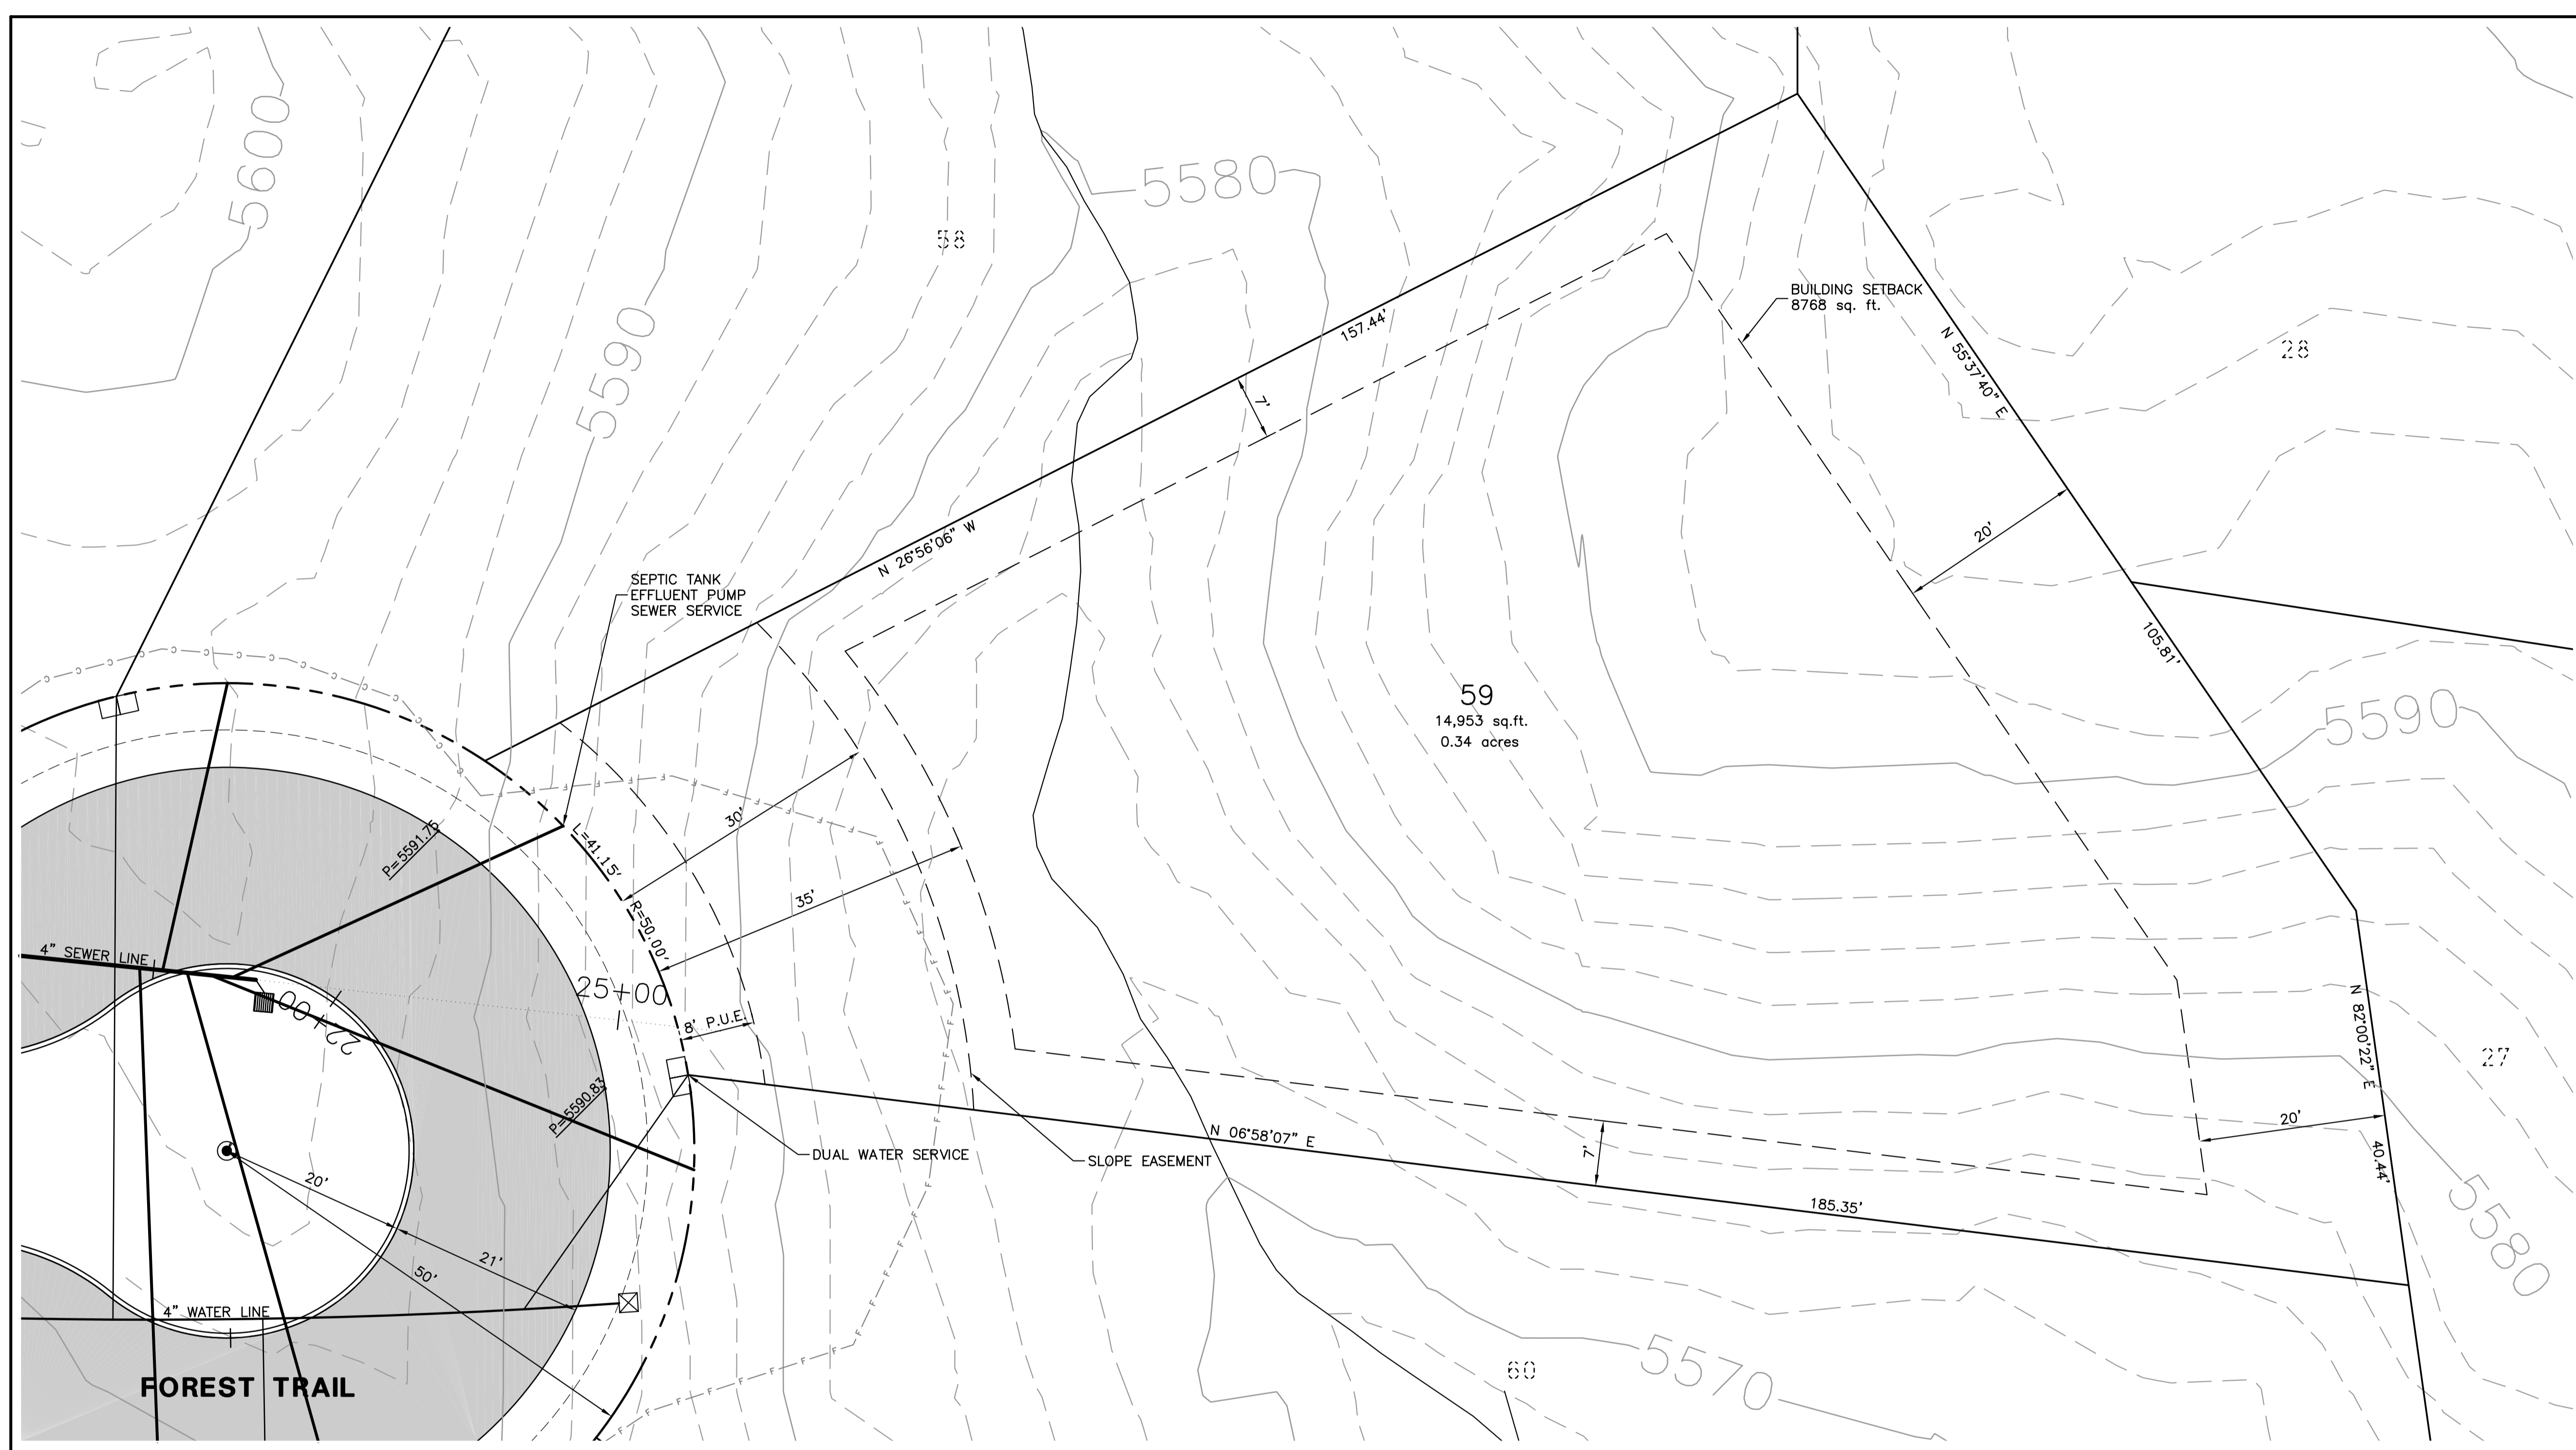 5600
5580
58
BUILDING SETBACK
8768 sq. ft.
5590
157.44'
7'
N 55°37'40" E
28
N 26°56'06" W
20'
SEPTIC TANK
EFFLUENT PUMP
SEWER SERVICE
105.81'
59
14,953 sq.ft.
0.34 acres
5590
30'
L=41.15'
P=5591.75
35'
R=50.00'
4" SEWER LINE
25+00
22+00
8' P.U.E.
N 82°00'22" E
27
P=5590.83
DUAL WATER SERVICE
SLOPE EASEMENT
N 06°58'07" E
7'
20'
40.44'
20'
185.35'
5580
21'
50'
4" WATER LINE
60
5570
FOREST TRAIL